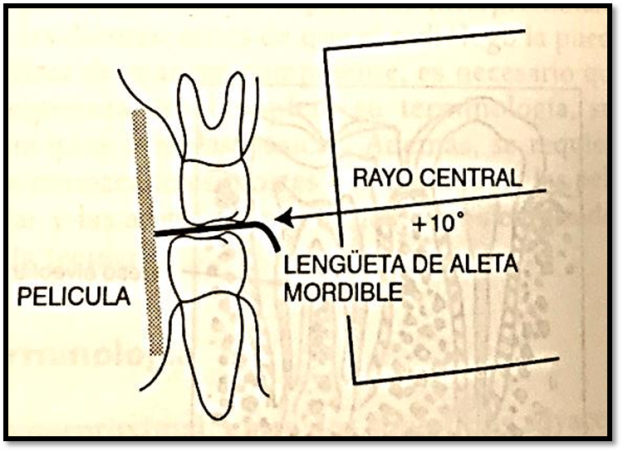 RAYO CENTRAL
+10°
LENGÜETA DE ALETA
MORDIBLE
PELICULA